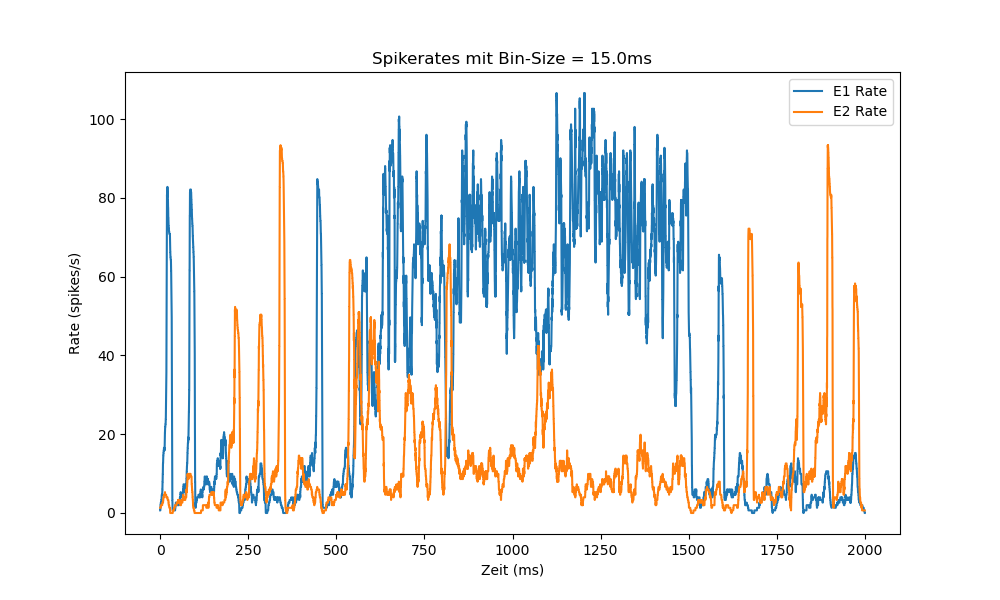 Spikerates mit Bin-Size = 15.0ms
E1 Rate
E2 Rate
Rate (spikes/s)
100
80
60
40
20
0
0 250 500 750 1000 1250 1500 1750 2000
Zeit (ms)